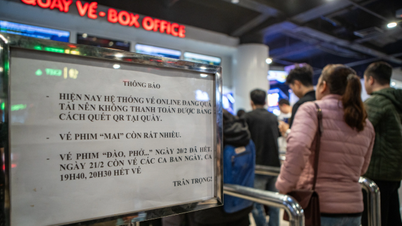 QUẦY VÉ - BOX OFFICE
THÔNG BÁO
- HIỆN NAY HỆ THỐNG VÉ ONLINE ĐANG QUÁ
TẢI NÊN KHÔNG THANH TOÁN ĐƯỢC BẰNG
CÁCH QUÉT QR TẠI QUẦY.
- VÉ PHIM "MAI" CÒN RẤT NHIỀU.
- VÉ PHIM "ĐÀO, PHỞ..." NGÀY 20/2 ĐÃ HẾT,
NGÀY 21/2 CÒN VÉ CÁC CA BAN NGÀY, CA
19H40, 20H30 HẾT VÉ
TRÂN TRỌNG!